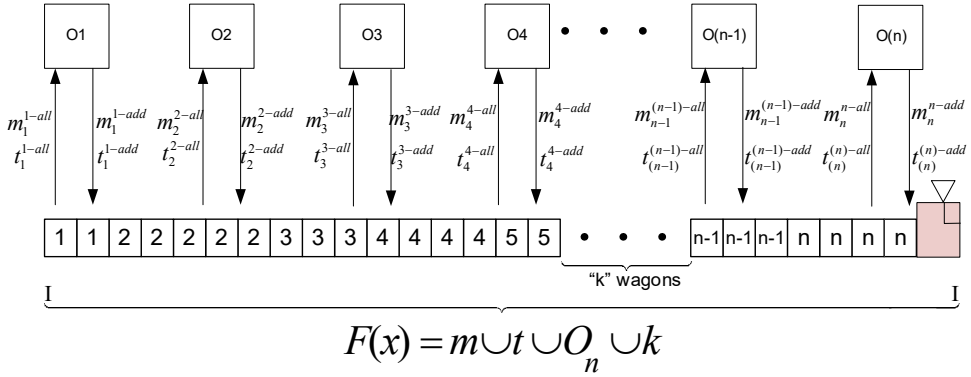 O1 O2 O3 O4 • • • O(n-1) O(n)
m_1^{1-all} m_1^{1-add} m_2^{2-all} m_2^{2-add} m_3^{3-all} m_3^{3-add} m_4^{4-all} m_4^{4-add} m_{n-1}^{(n-1)-all} m_{n-1}^{(n-1)-add} m_n^{n-all} m_n^{n-add}
t_1^{1-all} t_1^{1-add} t_2^{2-all} t_2^{2-add} t_3^{3-all} t_3^{3-add} t_4^{4-all} t_4^{4-add} t_{(n-1)}^{(n-1)-all} t_{(n-1)}^{(n-1)-add} t_{(n)}^{(n)-all} t_{(n)}^{(n)-add}
1 1 2 2 2 2 2 3 3 3 4 4 4 4 5 5 • • • n-1 n-1 n-1 n n n n
“k” wagons
I I
F(x) = m∪t∪O_n∪k